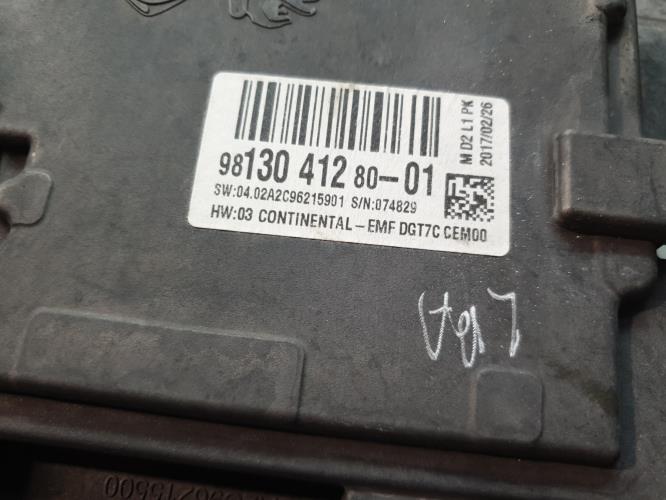 98130 412 80-01
M D2 L1 PK
2017/02/26
SW:04.02A2C96215901 S/N:074829
HW:03 CONTINENTAL-EMF DGT7C CEM00